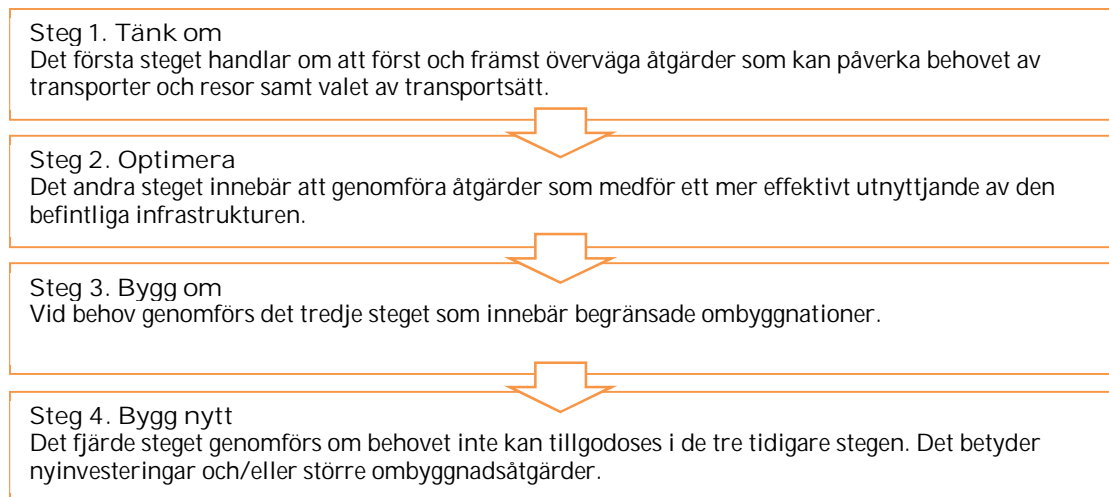 Steg 1. Tänk om
Det första steget handlar om att först och främst överväga åtgärder som kan påverka behovet av
transporter och resor samt valet av transportsätt.
Steg 2. Optimera
Det andra steget innebär att genomföra åtgärder som medför ett mer effektivt utnyttjande av den
befintliga infrastrukturen.
Steg 3. Bygg om
Vid behov genomförs det tredje steget som innebär begränsade ombyggnationer.
Steg 4. Bygg nytt
Det fjärde steget genomförs om behovet inte kan tillgodoses i de tre tidigare stegen. Det betyder
nyinvesteringar och/eller större ombyggnadsåtgärder.